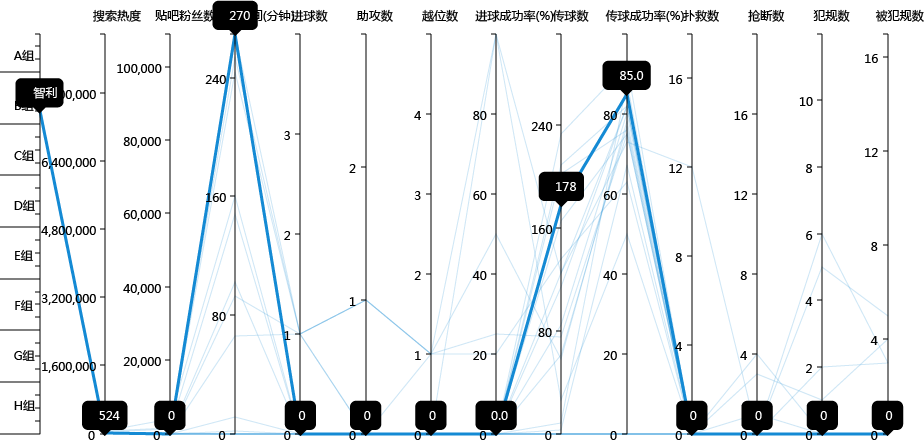 搜索热度 贴吧粉丝数 270 间(分钟) 进球数 助攻数 越位数 进球成功率(%) 传球数 传球成功率(%) 扑救数 抢断数 犯规数 被犯规数
A组 智利 B组 C组 D组 E组 F组 G组 H组
6,400,000 4,800,000 3,200,000 1,600,000 524 0
100,000 80,000 60,000 40,000 20,000 0 0
240 160 80 0
3 2 1 0 0
2 1 0 0
4 3 2 1 0 0
80 60 40 20 0.0 0
240 178 160 80 0
85.0 80 60 40 20 0
16 12 8 4 0 0
16 12 8 4 0 0
10 8 6 4 2 0 0
16 12 8 4 0 0